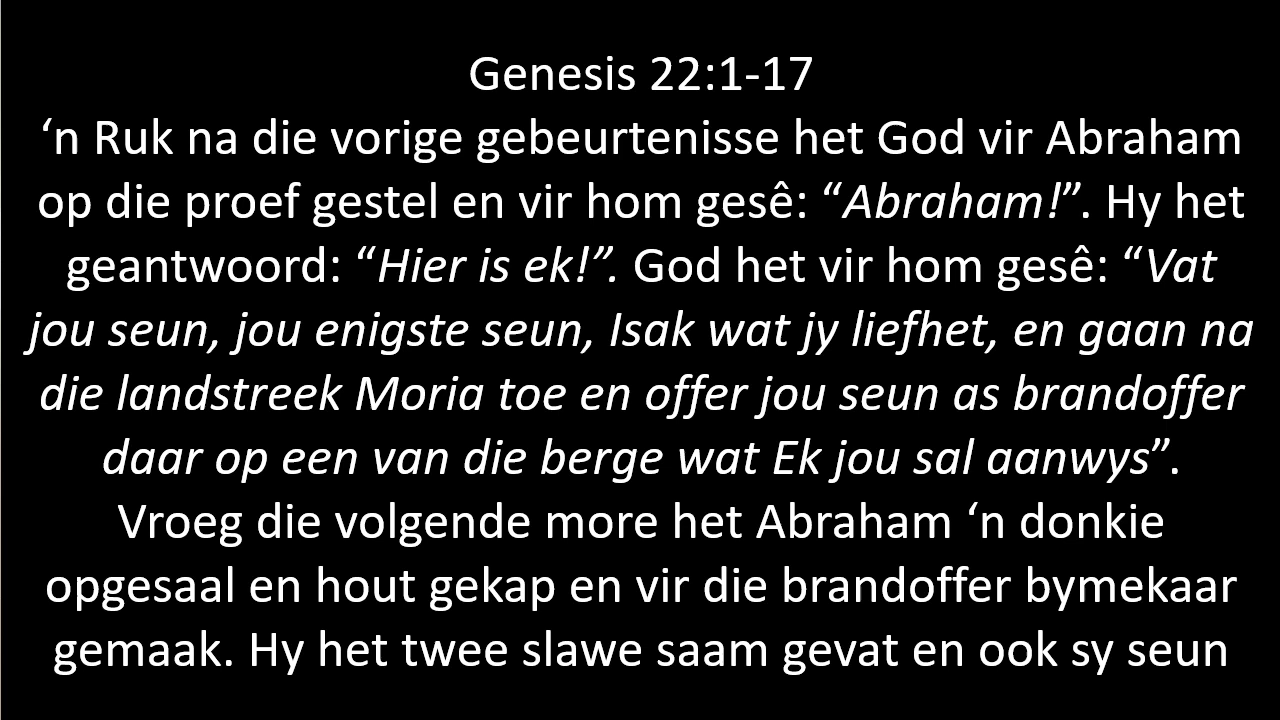 Genesis 22:1-17
‘n Ruk na die vorige gebeurtenisse het God vir Abraham
op die proef gestel en vir hom gesê: “Abraham!”. Hy het
geantwoord: “Hier is ek!”. God het vir hom gesê: “Vat
jou seun, jou enigste seun, Isak wat jy liefhet, en gaan na
die landstreek Moria toe en offer jou seun as brandoffer
daar op een van die berge wat Ek jou sal aanwys”.
Vroeg die volgende more het Abraham ‘n donkie
opgesaal en hout gekap en vir die brandoffer bymekaar
gemaak. Hy het twee slawe saam gevat en ook sy seun